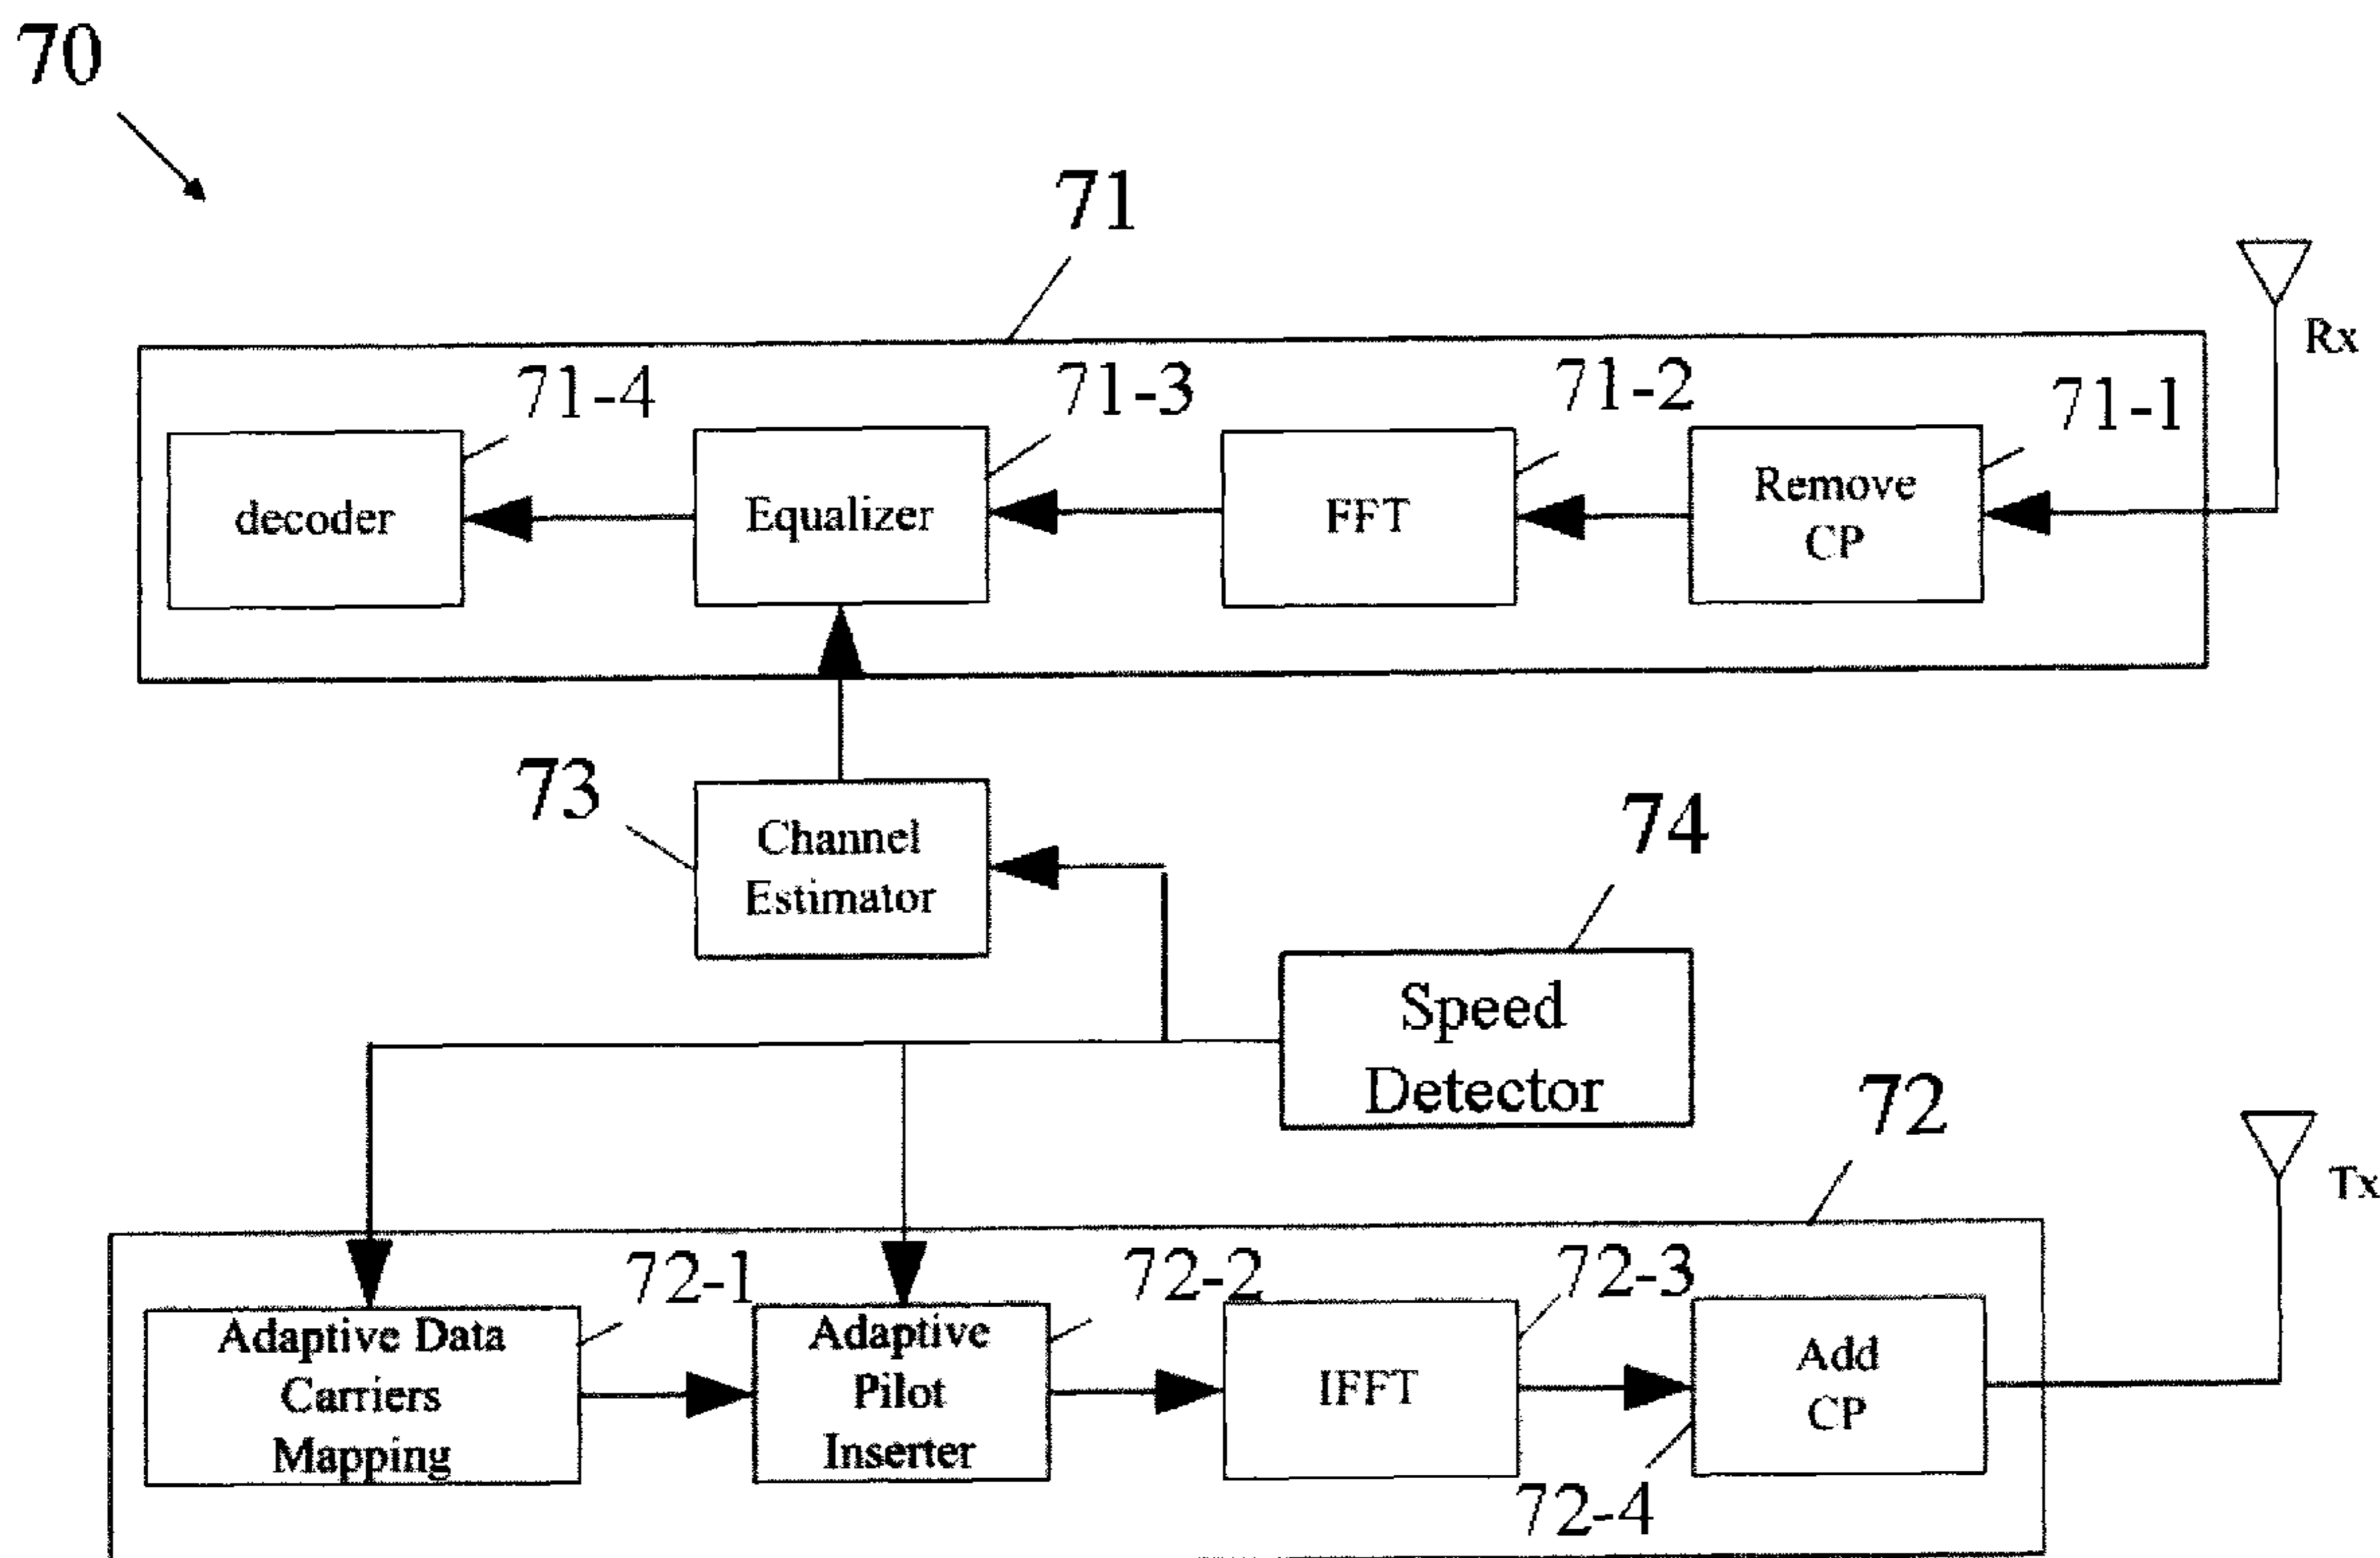 70
71
Rx
71-4
71-3
71-2
71-1
decoder
Equalizer
FFT
Remove
CP
73
Channel
Estimator
74
Speed
Detector
72
Tx
72-1
72-2
72-3
Adaptive Data
Carriers
Mapping
Adaptive
Pilot
Inserter
IFFT
Add
CP
72-4